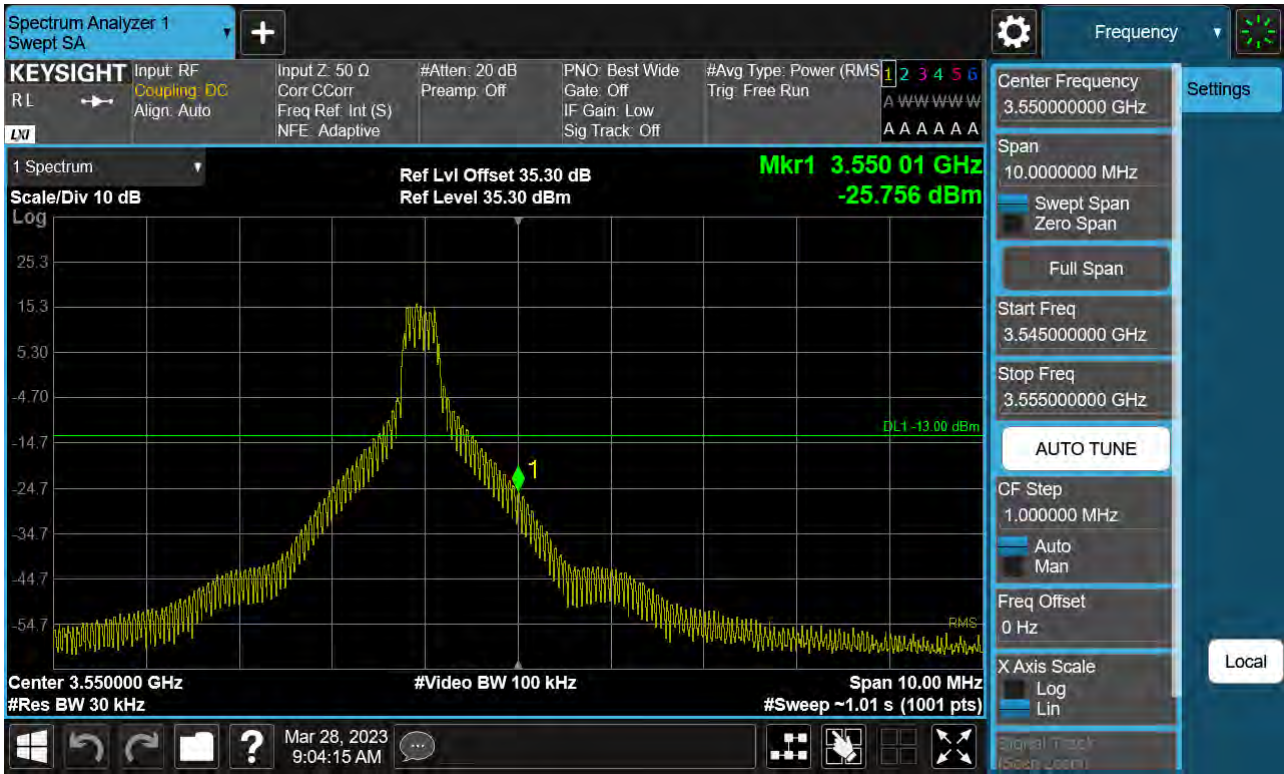 Spectrum Analyzer 1
Swept SA
Frequency
KEYSIGHT
RL
LXI
Input: RF
Coupling: DC
Align: Auto
Input Z: 50 Ω
Corr CCorr
Freq Ref: Int (S)
NFE: Adaptive
#Atten: 20 dB
Preamp: Off
PNO: Best Wide
Gate: Off
IF Gain: Low
Sig Track: Off
#Avg Type: Power (RMS
Trig: Free Run
1 2 3 4 5 6
A W W W W W
A A A A A A
1 Spectrum
Scale/Div 10 dB
Log
Ref Lvl Offset 35.30 dB
Ref Level 35.30 dBm
Mkr1 3.550 01 GHz
-25.756 dBm
25.3
15.3
5.30
-4.70
-14.7
-24.7
-34.7
-44.7
-54.7
DL1 -13.00 dBm
1
RMS
Center 3.550000 GHz
#Res BW 30 kHz
#Video BW 100 kHz
Span 10.00 MHz
#Sweep ~1.01 s (1001 pts)
Center Frequency
3.550000000 GHz
Span
10.0000000 MHz
Swept Span
Zero Span
Full Span
Start Freq
3.545000000 GHz
Stop Freq
3.555000000 GHz
AUTO TUNE
CF Step
1.000000 MHz
Auto
Man
Freq Offset
0 Hz
X Axis Scale
Log
Lin
Signal Track
(Span Zoom)
Settings
Local
?
Mar 28, 2023
9:04:15 AM